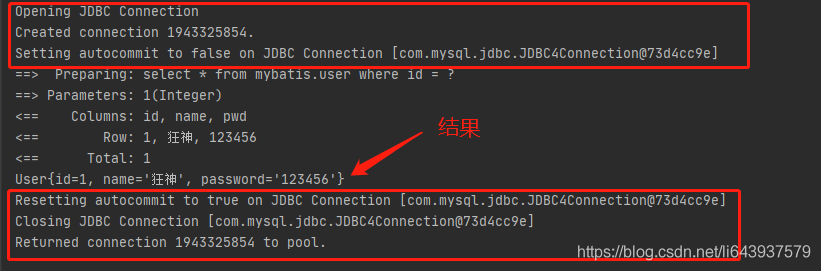 Opening JDBC Connection
Created connection 1943325854.
Setting autocommit to false on JDBC Connection [com.mysql.jdbc.JDBC4Connection@73d4cc9e]
==>  Preparing: select * from mybatis.user where id = ?
==> Parameters: 1(Integer)
<==    Columns: id, name, pwd
<==        Row: 1, 狂神, 123456
<==      Total: 1
结果
User{id=1, name='狂神', password='123456'}
Resetting autocommit to true on JDBC Connection [com.mysql.jdbc.JDBC4Connection@73d4cc9e]
Closing JDBC Connection [com.mysql.jdbc.JDBC4Connection@73d4cc9e]
Returned connection 1943325854 to pool.
https://blog.csdn.net/li643937579